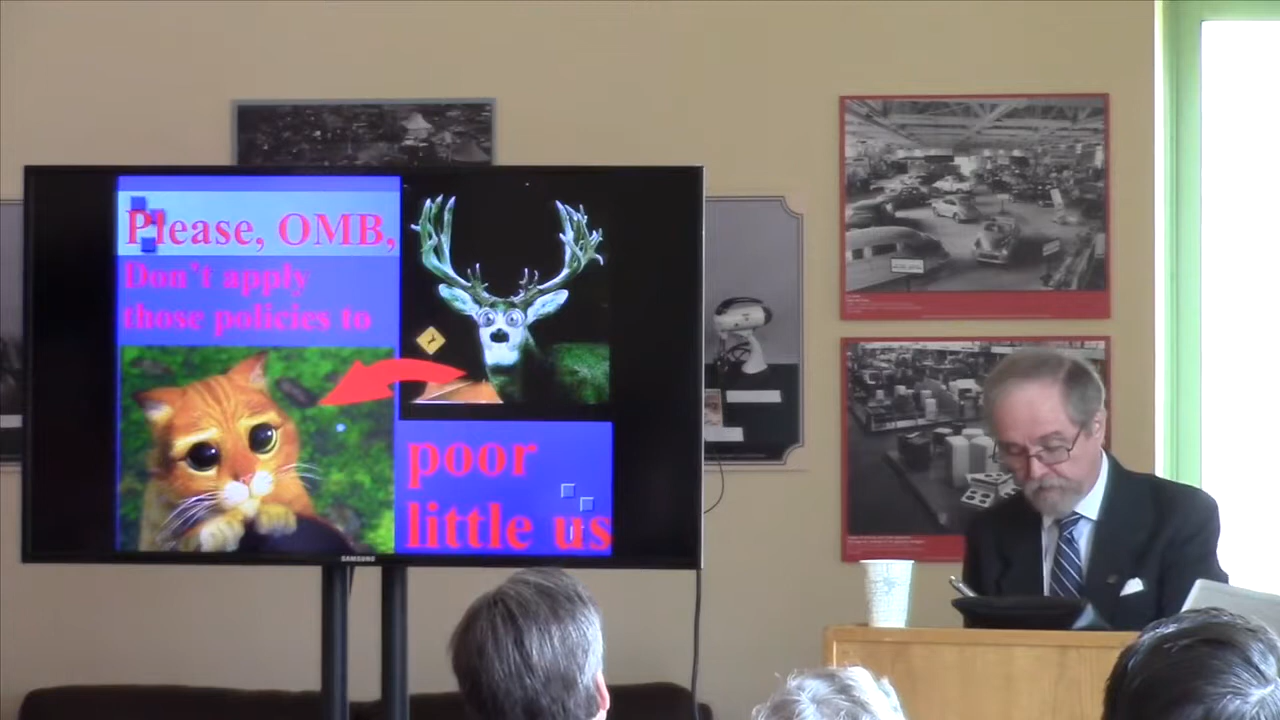 Please, OMB,
Don't apply
those policies to
poor
little us
SAMSUNG